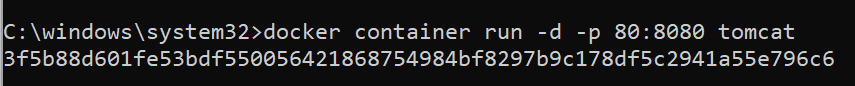 C:\windows\system32>docker container run -d -p 80:8080 tomcat
3f5b88d601fe53bdf550056421868754984bf8297b9c178df5c2941a55e796c6